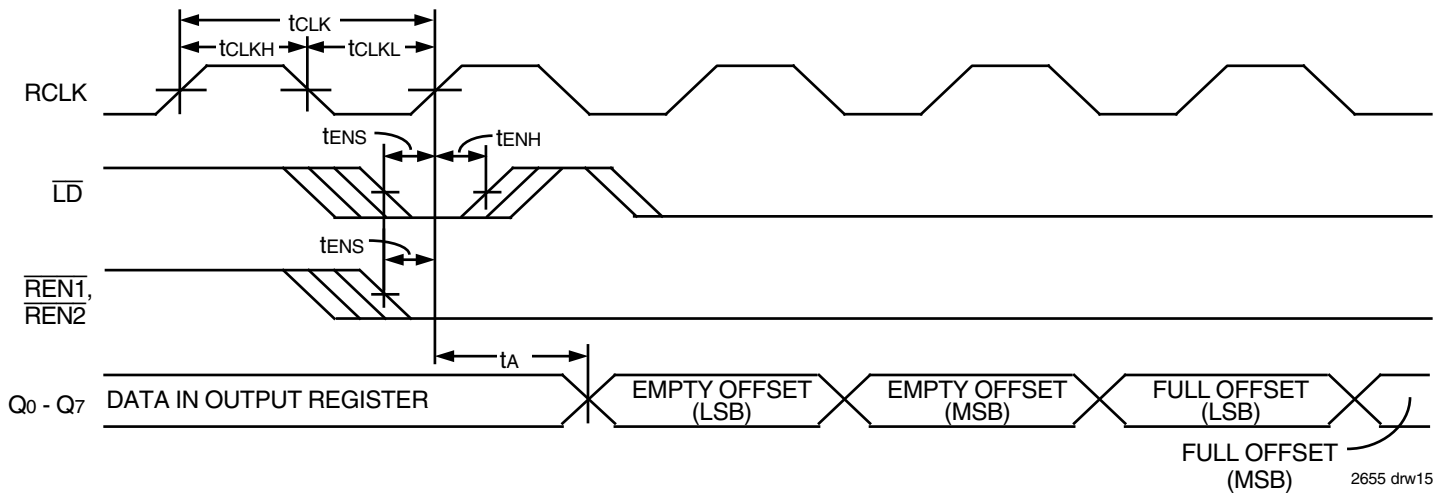 tCLK
tCLKH
tCLKL
RCLK
tENS
tENH
LD
tENS
REN1,
REN2
tA
Q0 - Q7
DATA IN OUTPUT REGISTER
EMPTY OFFSET
(LSB)
EMPTY OFFSET
(MSB)
FULL OFFSET
(LSB)
FULL OFFSET
(MSB)
2655 drw15